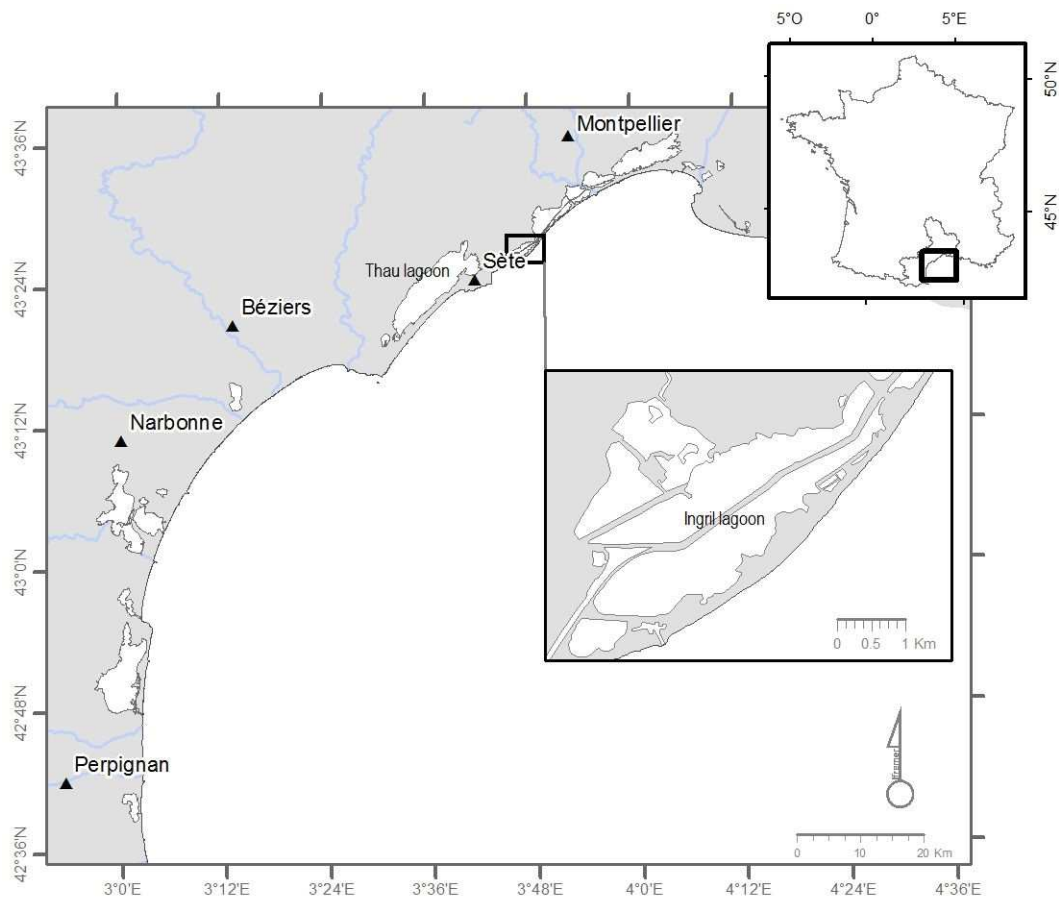 5°O 0° 5°E
50°N
45°N
43°36'N
43°24'N
43°12'N
43°0'N
42°48'N
42°36'N
Montpellier
Sète
Thau lagoon
Béziers
Narbonne
Ingril lagoon
0 0.5 1 Km
Perpignan
Ifremer
0 10 20 Km
3°0'E 3°12'E 3°24'E 3°36'E 3°48'E 4°0'E 4°12'E 4°24'E 4°36'E